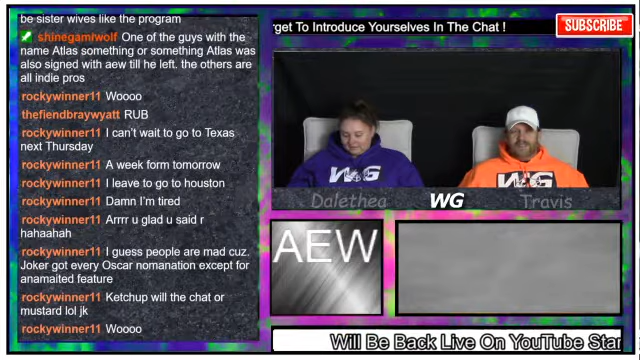 be sister wives like the program
shinegamiwolf One of the guys with the
name Atlas something or something Atlas was
also signed with aew till he left. the others are
all indie pros
rockywinner11 Woooo
thefiendbraywyatt RUB
rockywinner11 I can't wait to go to Texas
next Thursday
rockywinner11 A week form tomorrow
rockywinner11 I leave to go to houston
rockywinner11 Damn I'm tired
rockywinner11 Arrrr u glad u said r
hahaahah
rockywinner11 I guess people are mad cuz.
Joker got every Oscar nomanation except for
anamaited feature
rockywinner11 Ketchup will the chat or
mustard lol jk
rockywinner11 Woooo
rget To Introduce Yourselves In The Chat !
SUBSCRIBE
WG
WG
Dalethea
WG
Travis
AEW
Will Be Back Live On YouTube Star